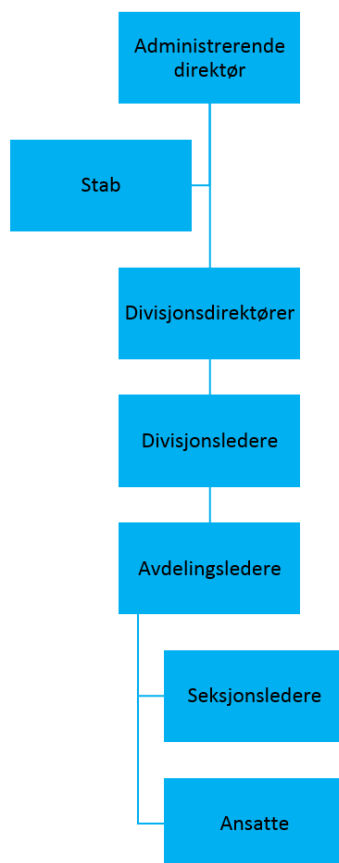 Administrerende
direktør
Stab
Divisjonsdirektører
Divisjonsledere
Avdelingsledere
Seksjonsledere
Ansatte